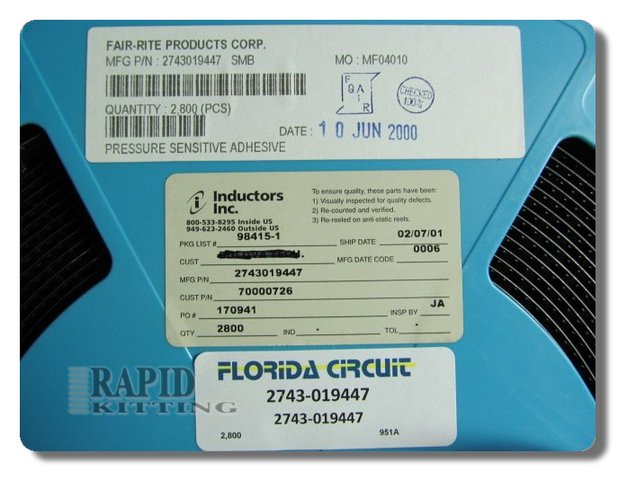 FAIR-RITE PRODUCTS CORP.
MFG P/N : 2743019447 SMB MO : MF04010
QUANTITY : 2,800 (PCS)
F
Q A
I
R
CHECKED
100%
DATE : 10 JUN 2000
PRESSURE SENSITIVE ADHESIVE
i Inductors
Inc.
800-533-8295 Inside US
949-623-2460 Outside US
To ensure quality, these parts have been:
1) Visually inspected for quality defects.
2) Re-counted and verified.
3) Re-reeled on anti-static reels.
PKG LIST # 98415-1 SHIP DATE 02/07/01
CUST MFG DATE CODE 0006
MFG P/N 2743019447
CUST P/N 70000726
PO # 170941 INSP BY JA
QTY 2800 IND - TOL -
FLORIDA CIRCUIT
2743-019447
2743-019447
2,800 951A
RAPID
KITTING